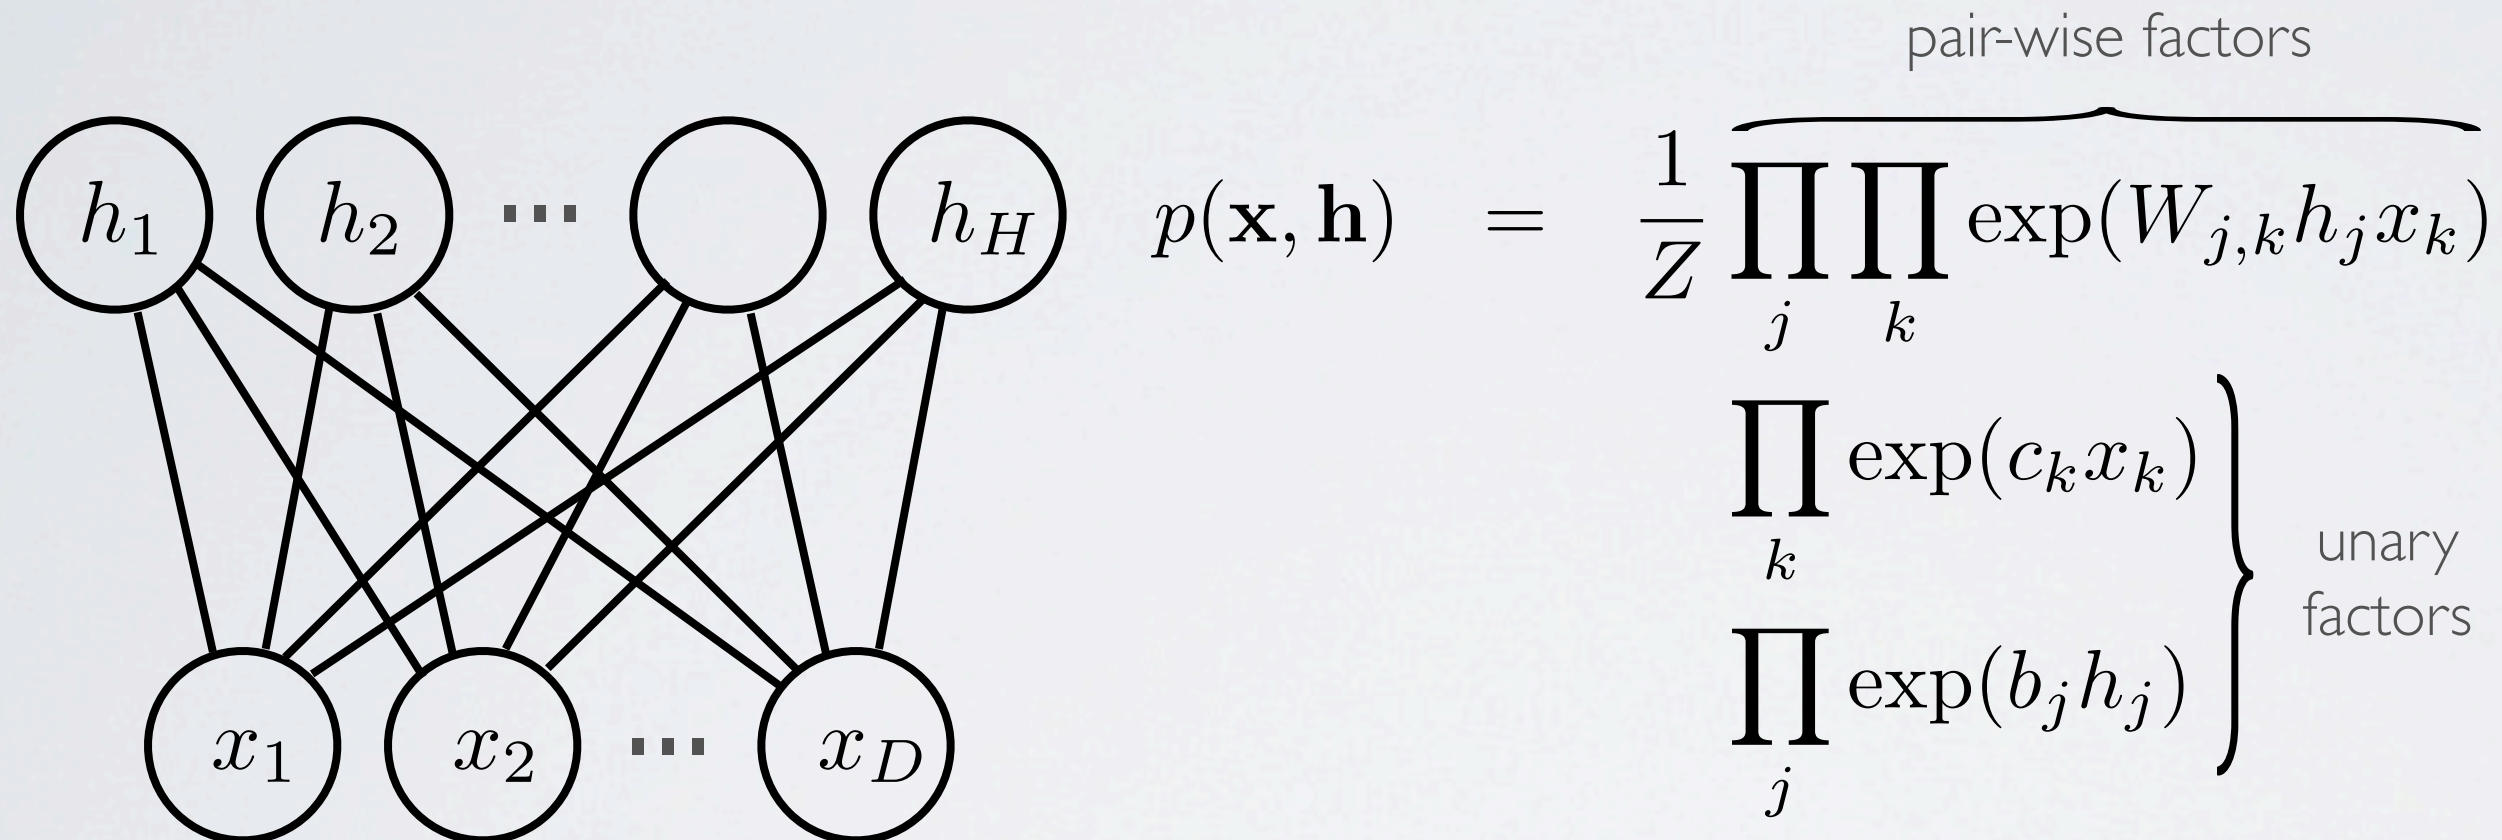 pair-wise factors
h₁ h₂ ... h_H
p(x, h) = 1/Z ∏_j ∏_k exp(W_{j,k} h_j x_k)
∏_k exp(c_k x_k)
∏_j exp(b_j h_j)
unary
factors
x₁ x₂ ... x_D